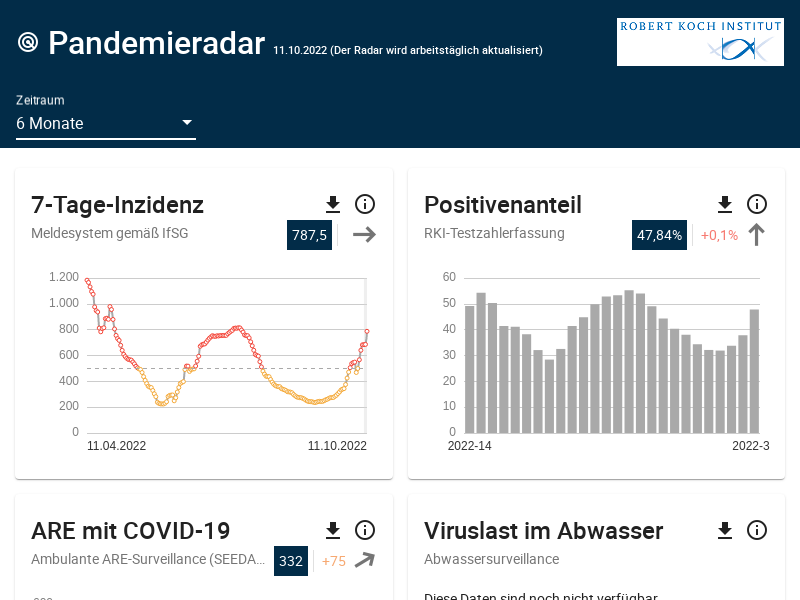 Pandemieradar 11.10.2022 (Der Radar wird arbeitstäglich aktualisiert)
ROBERT KOCH INSTITUT
Zeitraum
6 Monate
7-Tage-Inzidenz
Meldesystem gemäß IfSG
787,5
1.200
1.000
800
600
400
200
0
11.04.2022
11.10.2022
Positivenanteil
RKI-Testzahlerfassung
47,84%
+0,1%
60
50
40
30
20
10
0
2022-14
2022-3
ARE mit COVID-19
Ambulante ARE-Surveillance (SEEDA...
332
+75
Viruslast im Abwasser
Abwassersurveillance
Diese Daten sind noch nicht verfügbar